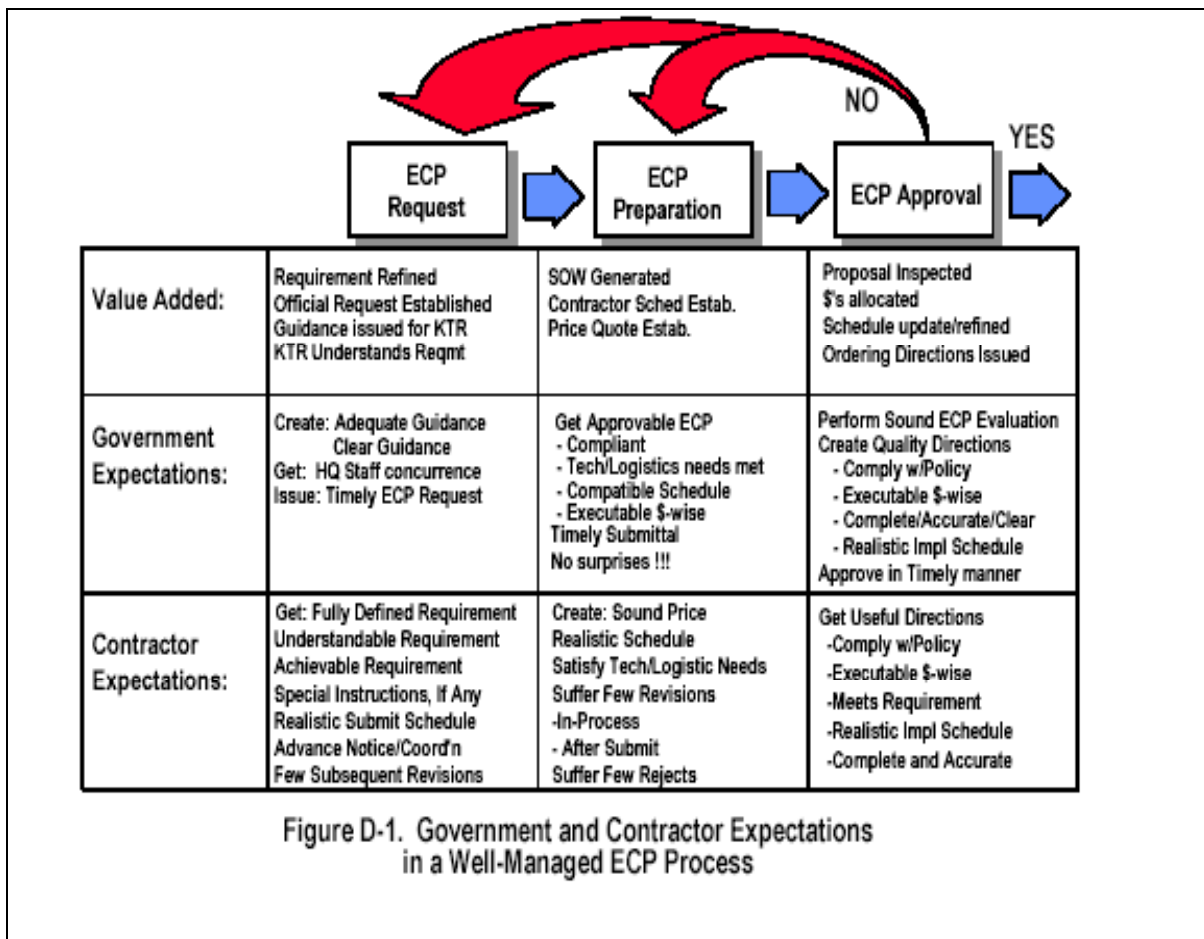 NO
YES
ECP
Request
ECP
Preparation
ECP Approval
Value Added:
Requirement Refined
Official Request Established
Guidance issued for KTR
KTR Understands Reqmt
SOW Generated
Contractor Sched Estab.
Price Quote Estab.
Proposal Inspected
$'s allocated
Schedule update/refined
Ordering Directions Issued
Government
Expectations:
Create: Adequate Guidance
Clear Guidance
Get: HQ Staff concurrence
Issue: Timely ECP Request
Get Approvable ECP
- Compliant
- Tech/Logistics needs met
- Compatible Schedule
- Executable $-wise
Timely Submittal
No surprises !!!
Perform Sound ECP Evaluation
Create Quality Directions
- Comply w/Policy
- Executable $-wise
- Complete/Accurate/Clear
- Realistic Impl Schedule
Approve in Timely manner
Contractor
Expectations:
Get: Fully Defined Requirement
Understandable Requirement
Achievable Requirement
Special Instructions, If Any
Realistic Submit Schedule
Advance Notice/Coord'n
Few Subsequent Revisions
Create: Sound Price
Realistic Schedule
Satisfy Tech/Logistic Needs
Suffer Few Revisions
-In-Process
- After Submit
Suffer Few Rejects
Get Useful Directions
-Comply w/Policy
-Executable $-wise
-Meets Requirement
-Realistic Impl Schedule
-Complete and Accurate
Figure D-1. Government and Contractor Expectations
in a Well-Managed ECP Process